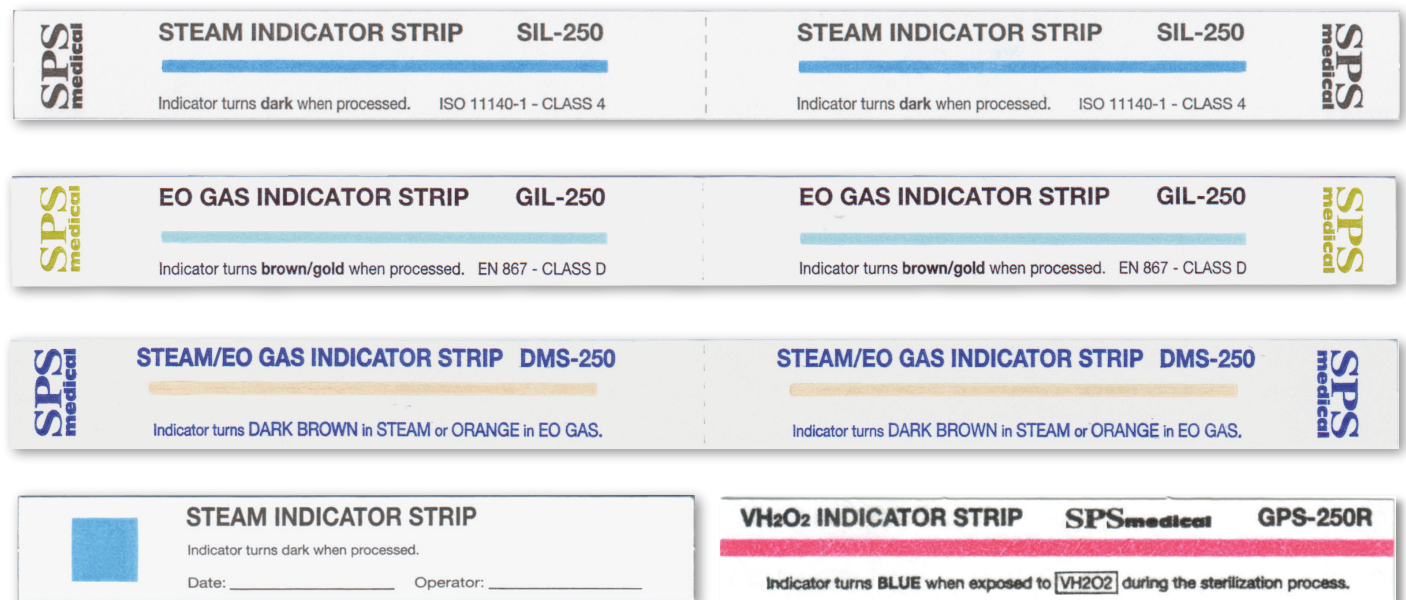 SPS
medical
STEAM INDICATOR STRIP SIL-250
Indicator turns dark when processed. ISO 11140-1 - CLASS 4
STEAM INDICATOR STRIP SIL-250
Indicator turns dark when processed. ISO 11140-1 - CLASS 4
SPS
medical
SPS
medical
EO GAS INDICATOR STRIP GIL-250
Indicator turns brown/gold when processed. EN 867 - CLASS D
EO GAS INDICATOR STRIP GIL-250
Indicator turns brown/gold when processed. EN 867 - CLASS D
SPS
medical
SPS
medical
STEAM/EO GAS INDICATOR STRIP DMS-250
Indicator turns DARK BROWN in STEAM or ORANGE in EO GAS.
STEAM/EO GAS INDICATOR STRIP DMS-250
Indicator turns DARK BROWN in STEAM or ORANGE in EO GAS.
SPS
medical
STEAM INDICATOR STRIP
Indicator turns dark when processed.
Date: Operator:
VH2O2 INDICATOR STRIP SPSmedical GPS-250R
Indicator turns BLUE when exposed to VH2O2 during the sterilization process.